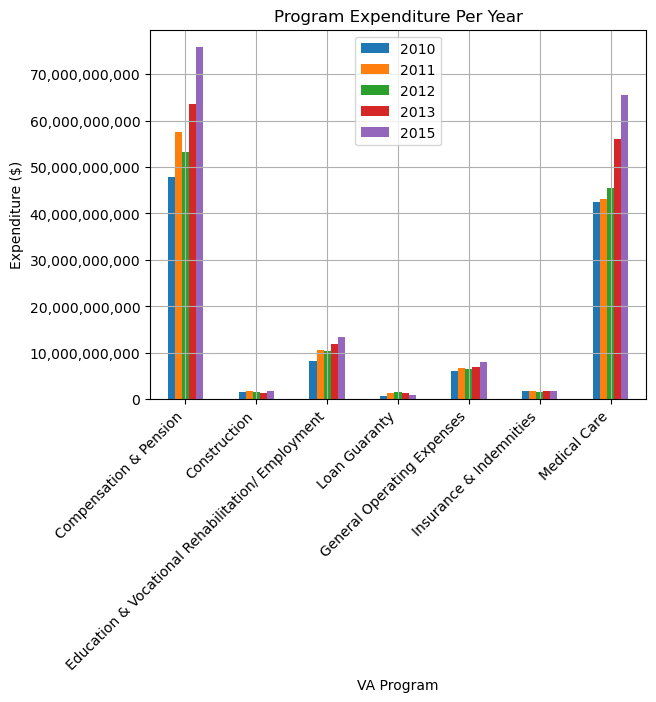 Program Expenditure Per Year
2010
2011
2012
2013
2015
Expenditure ($)
70,000,000,000
60,000,000,000
50,000,000,000
40,000,000,000
30,000,000,000
20,000,000,000
10,000,000,000
0
Compensation & Pension
Construction
Education & Vocational Rehabilitation/ Employment
Loan Guaranty
General Operating Expenses
Insurance & Indemnities
Medical Care
VA Program